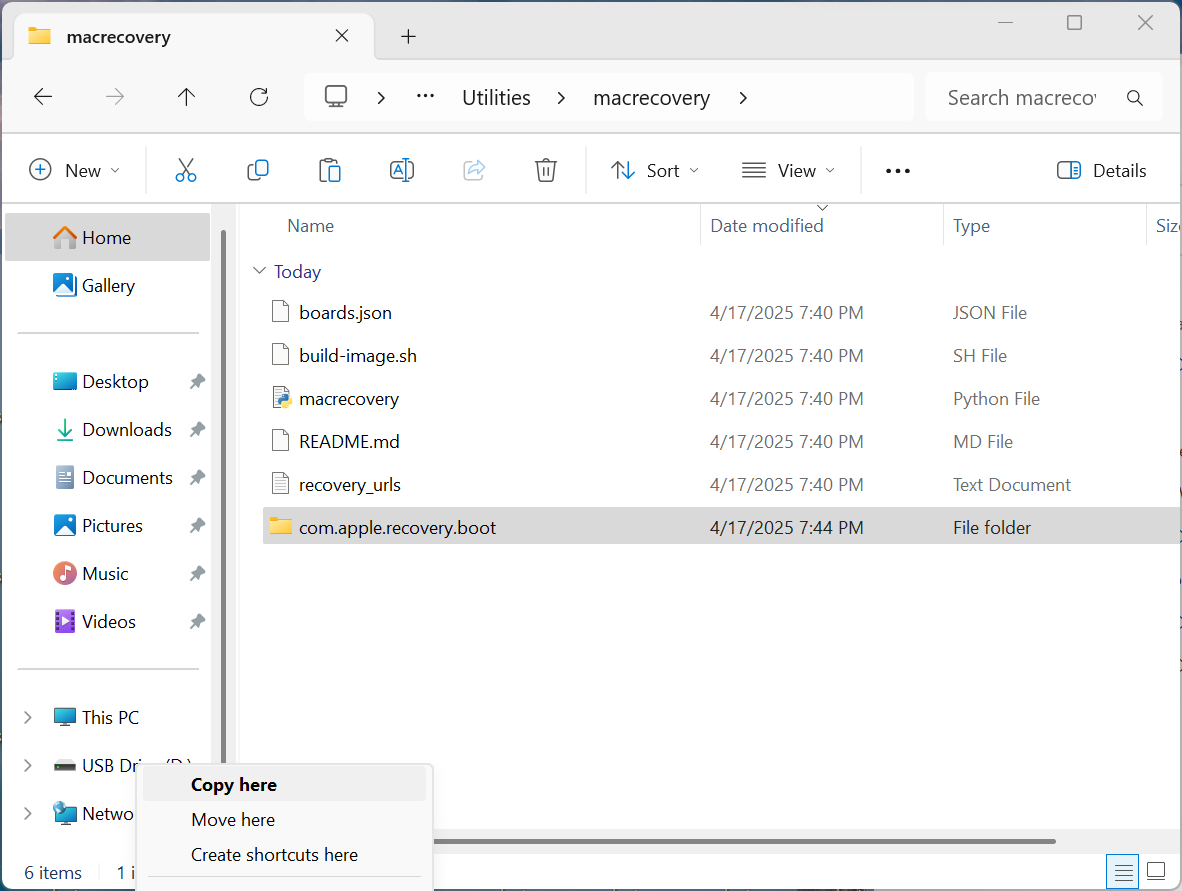 macrecovery
Utilities macrecovery Search macreco
New Sort View Details
Name Date modified Type Siz
Today
boards.json 4/17/2025 7:40 PM JSON File
build-image.sh 4/17/2025 7:40 PM SH File
macrecovery 4/17/2025 7:40 PM Python File
README.md 4/17/2025 7:40 PM MD File
recovery_urls 4/17/2025 7:40 PM Text Document
com.apple.recovery.boot 4/17/2025 7:44 PM File folder
Home
Gallery
Desktop
Downloads
Documents
Pictures
Music
Videos
This PC
USB Dri
Netwo
Copy here
Move here
Create shortcuts here
6 items 1 i